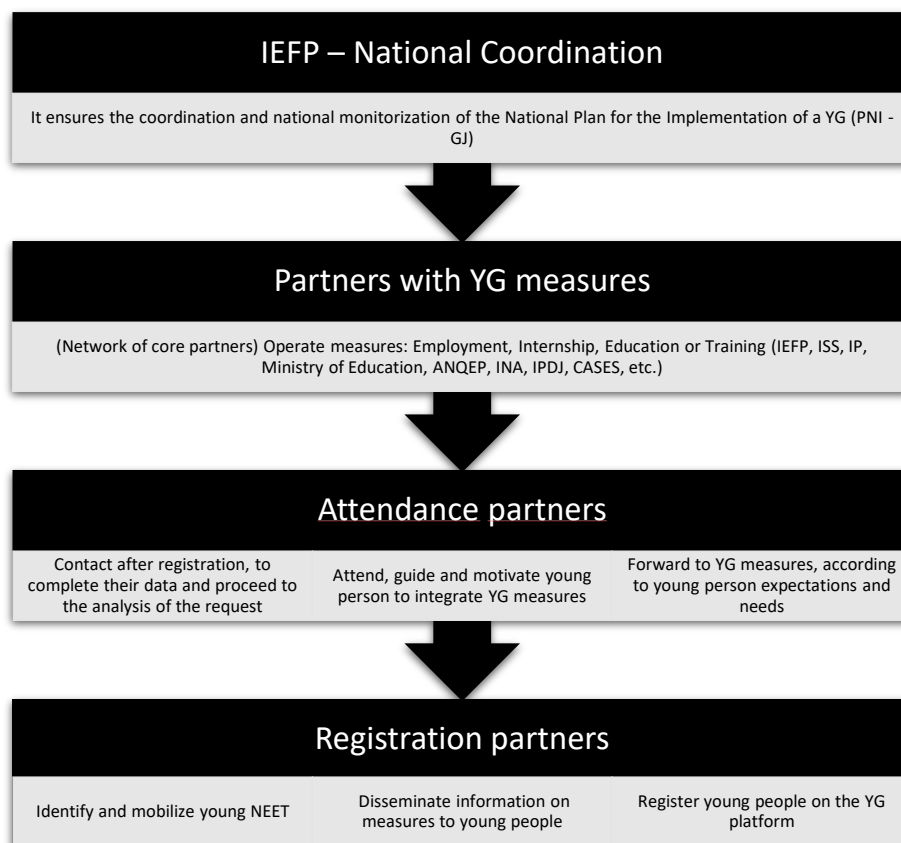 IEFP – National Coordination
It ensures the coordination and national monitorization of the National Plan for the Implementation of a YG (PNI -
GJ)
Partners with YG measures
(Network of core partners) Operate measures: Employment, Internship, Education or Training (IEFP, ISS, IP,
Ministry of Education, ANQEP, INA, IPDJ, CASES, etc.)
Attendance partners
Contact after registration, to
complete their data and proceed to
the analysis of the request
Attend, guide and motivate young
person to integrate YG measures
Forward to YG measures, according
to young person expectations and
needs
Registration partners
Identify and mobilize young NEET
Disseminate information on
measures to young people
Register young people on the YG
platform